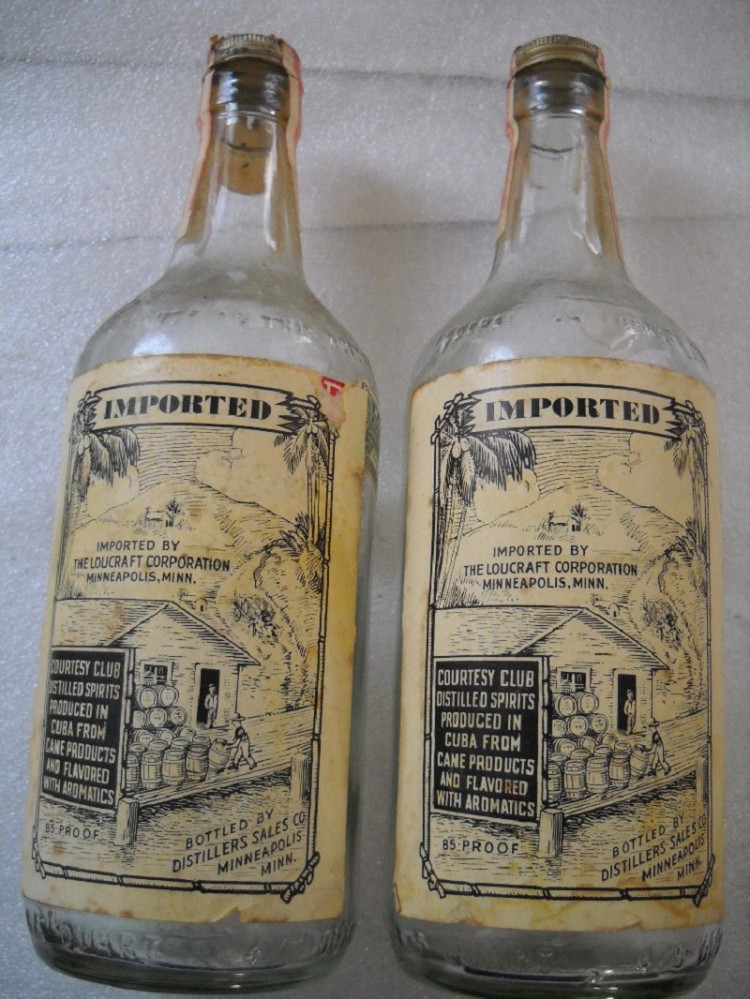 IMPORTED
IMPORTED BY
THE LOUCRAFT CORPORATION
MINNEAPOLIS, MINN.
COURTESY CLUB
DISTILLED SPIRITS
PRODUCED IN
CUBA FROM
CANE PRODUCTS
AND FLAVORED
WITH AROMATICS
85 PROOF
BOTTLED BY
DISTILLERS SALES CO
MINNEAPOLIS
MINN.
QUART
IMPORTED
IMPORTED BY
THE LOUCRAFT CORPORATION
MINNEAPOLIS, MINN.
COURTESY CLUB
DISTILLED SPIRITS
PRODUCED IN
CUBA FROM
CANE PRODUCTS
AND FLAVORED
WITH AROMATICS
85 PROOF
BOTTLED BY
DISTILLERS SALES CO
MINNEAPOLIS
MINN.